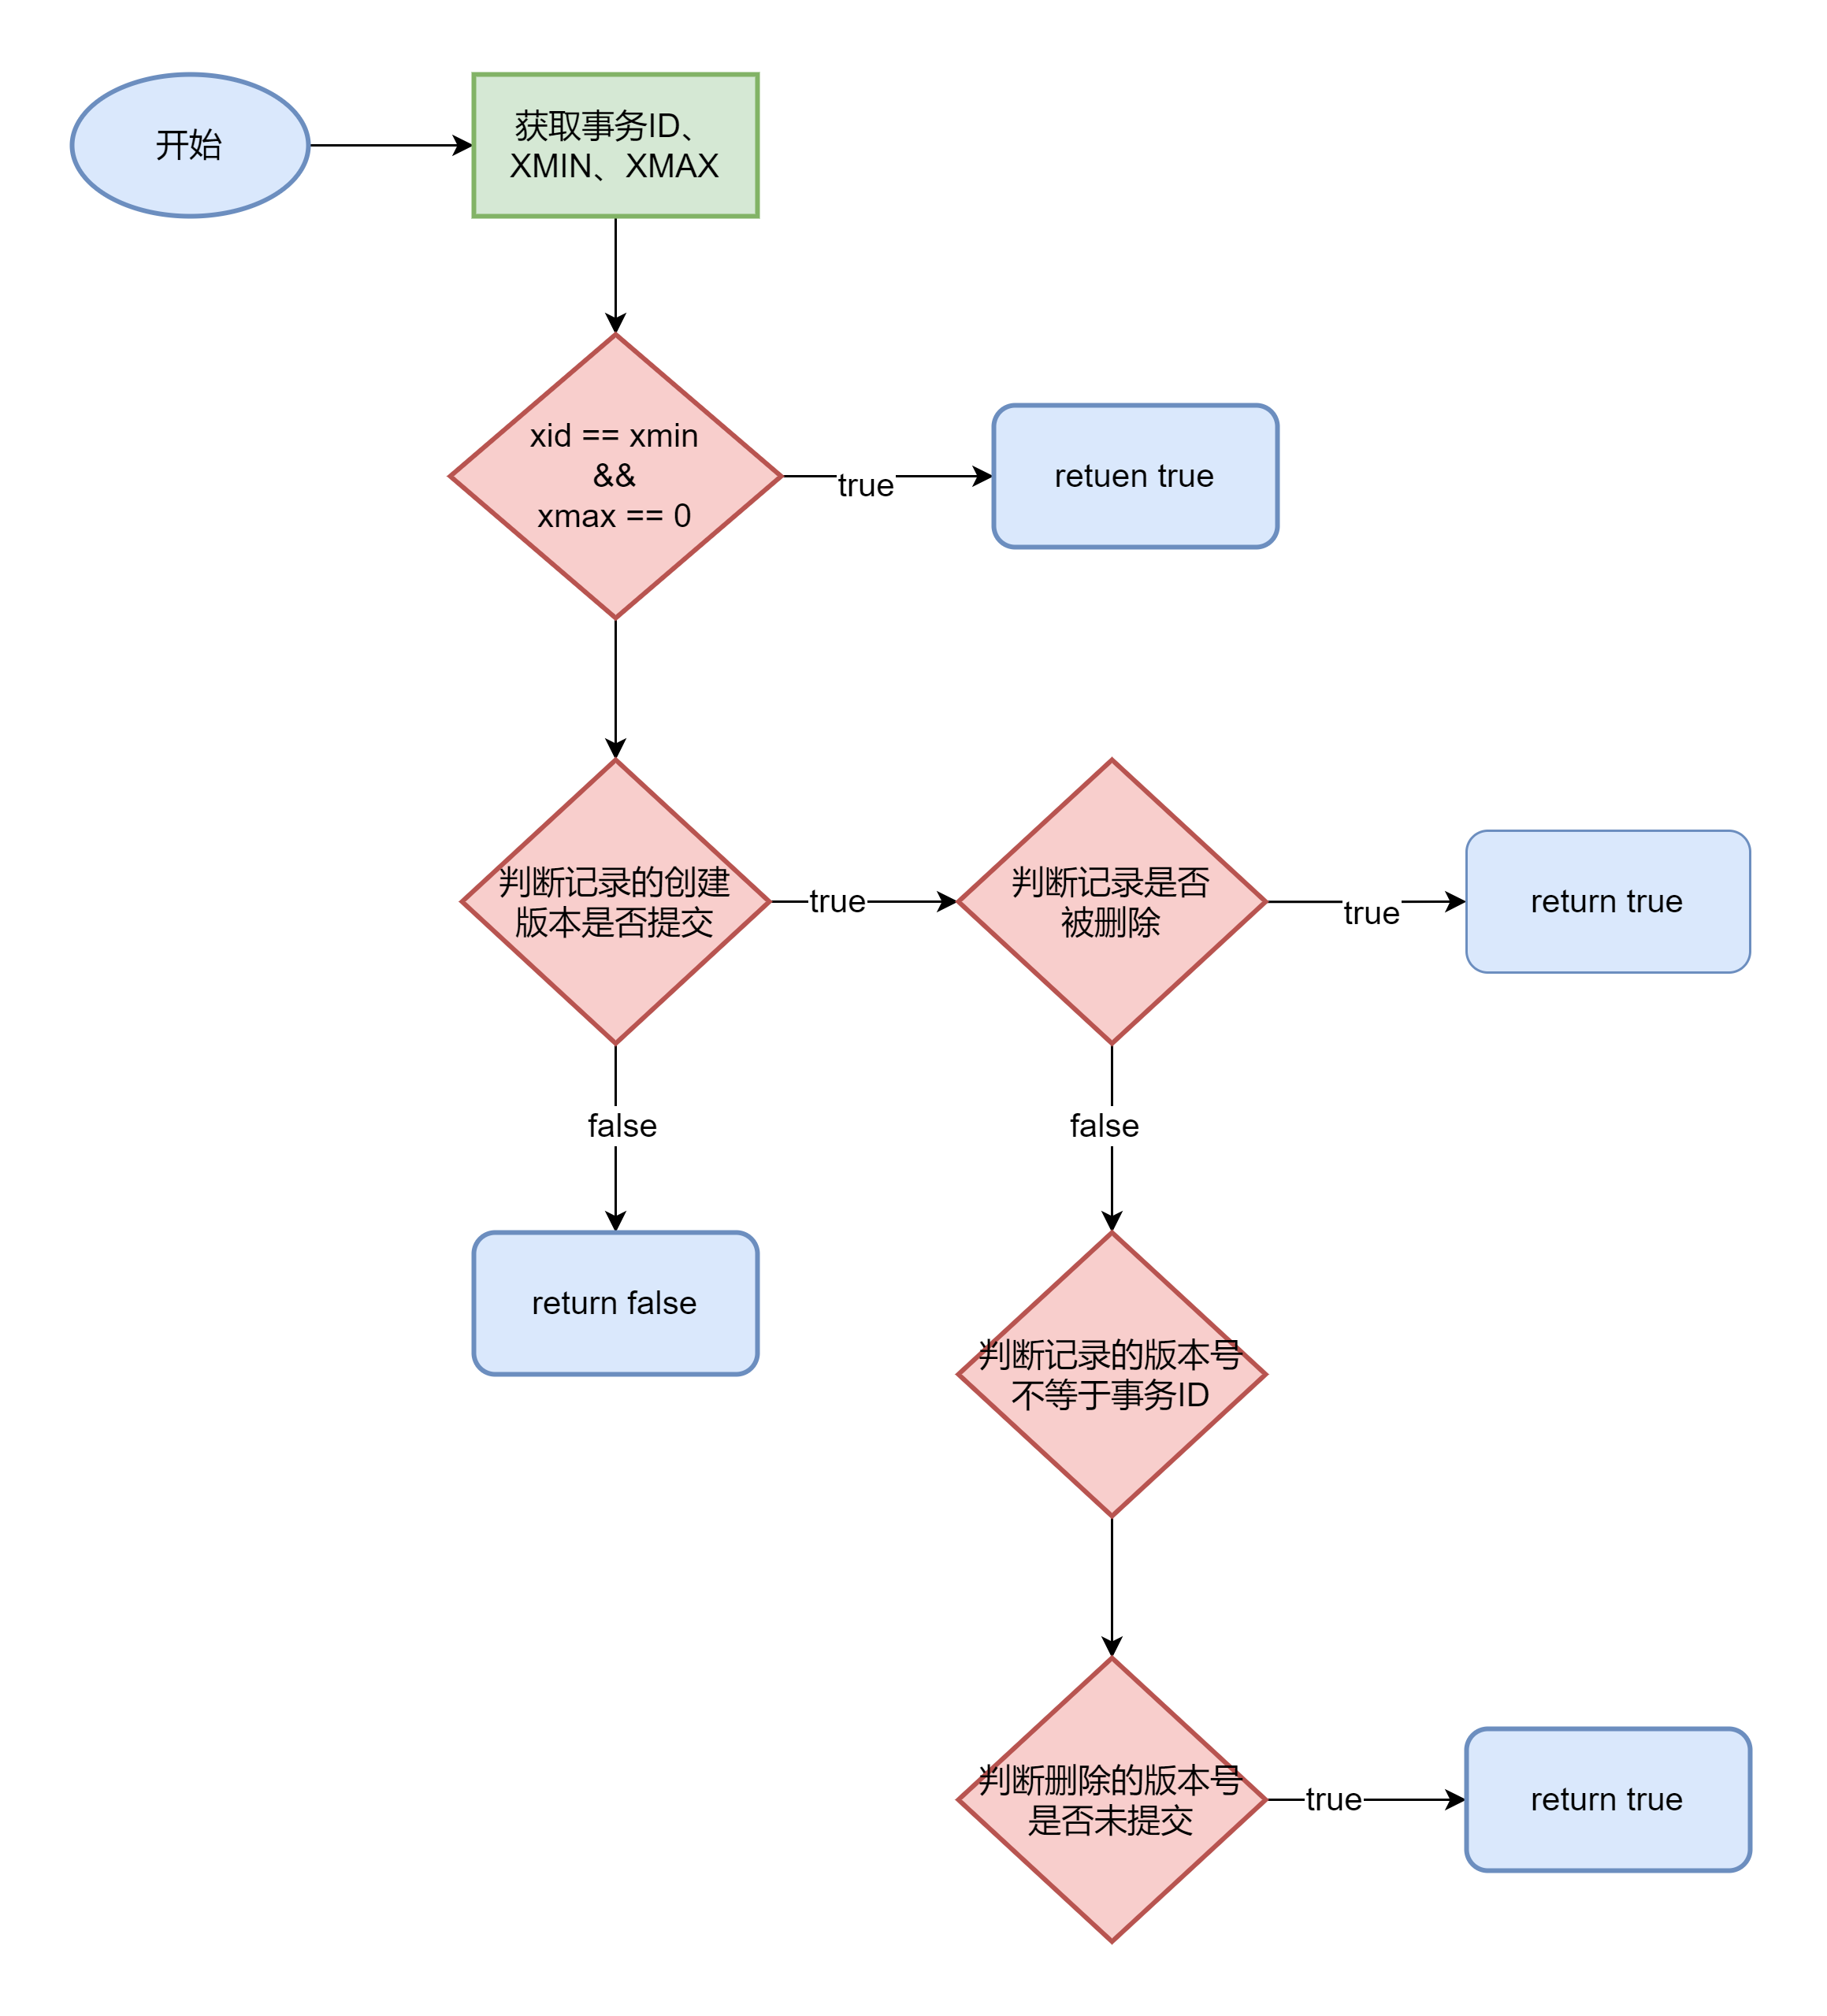 开始
获取事务ID、
XMIN、XMAX
xid == xmin
&&
xmax == 0
true
retuen true
判断记录的创建
版本是否提交
true
判断记录是否
被删除
true
return true
false
false
return false
判断记录的版本号
不等于事务ID
判断删除的版本号
是否未提交
true
return true